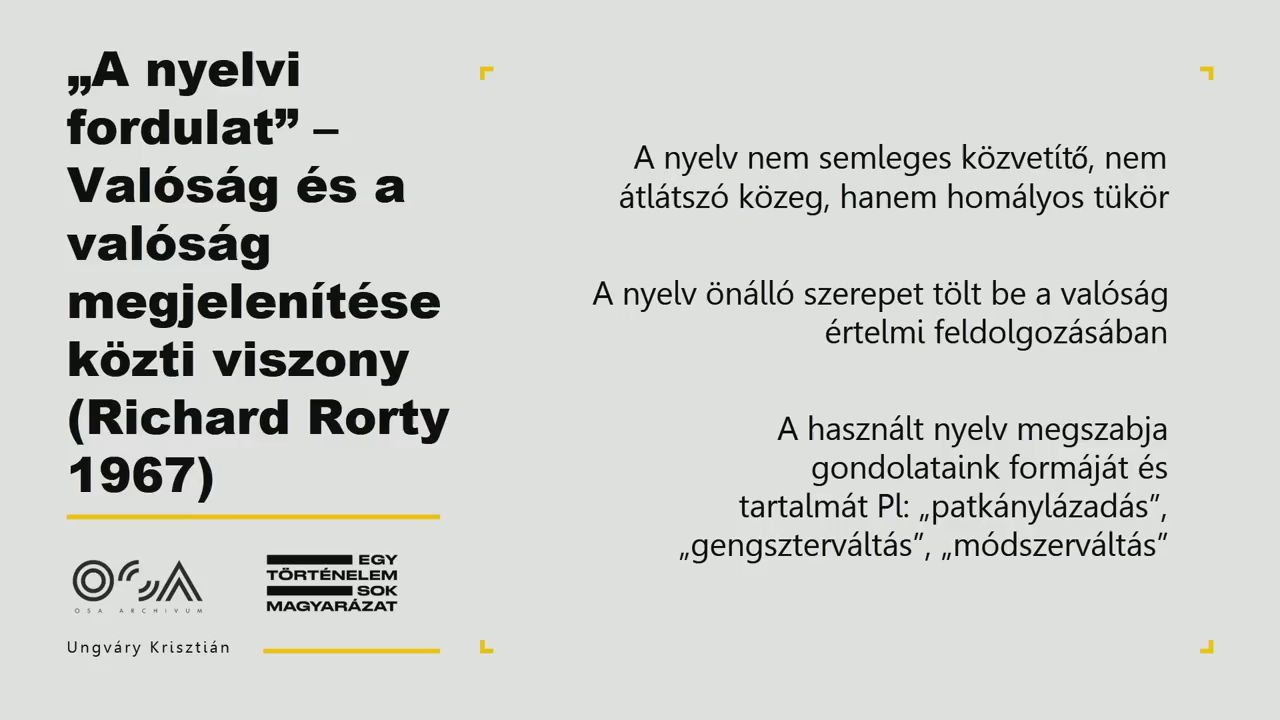 „A nyelvi
fordulat” –
Valóság és a
valóság
megjelenítése
közti viszony
(Richard Rorty
1967)
A nyelv nem semleges közvetítő, nem
átlátszó közeg, hanem homályos tükör
A nyelv önálló szerepet tölt be a valóság
értelmi feldolgozásában
A használt nyelv megszabja
gondolataink formáját és
tartalmát Pl: „patkánylázadás”,
„gengszterváltás”, „módszerváltás”
OSA
OSA ARCHIVUM
EGY
TÖRTÉNELEM
SOK
MAGYARÁZAT
Ungváry Krisztián